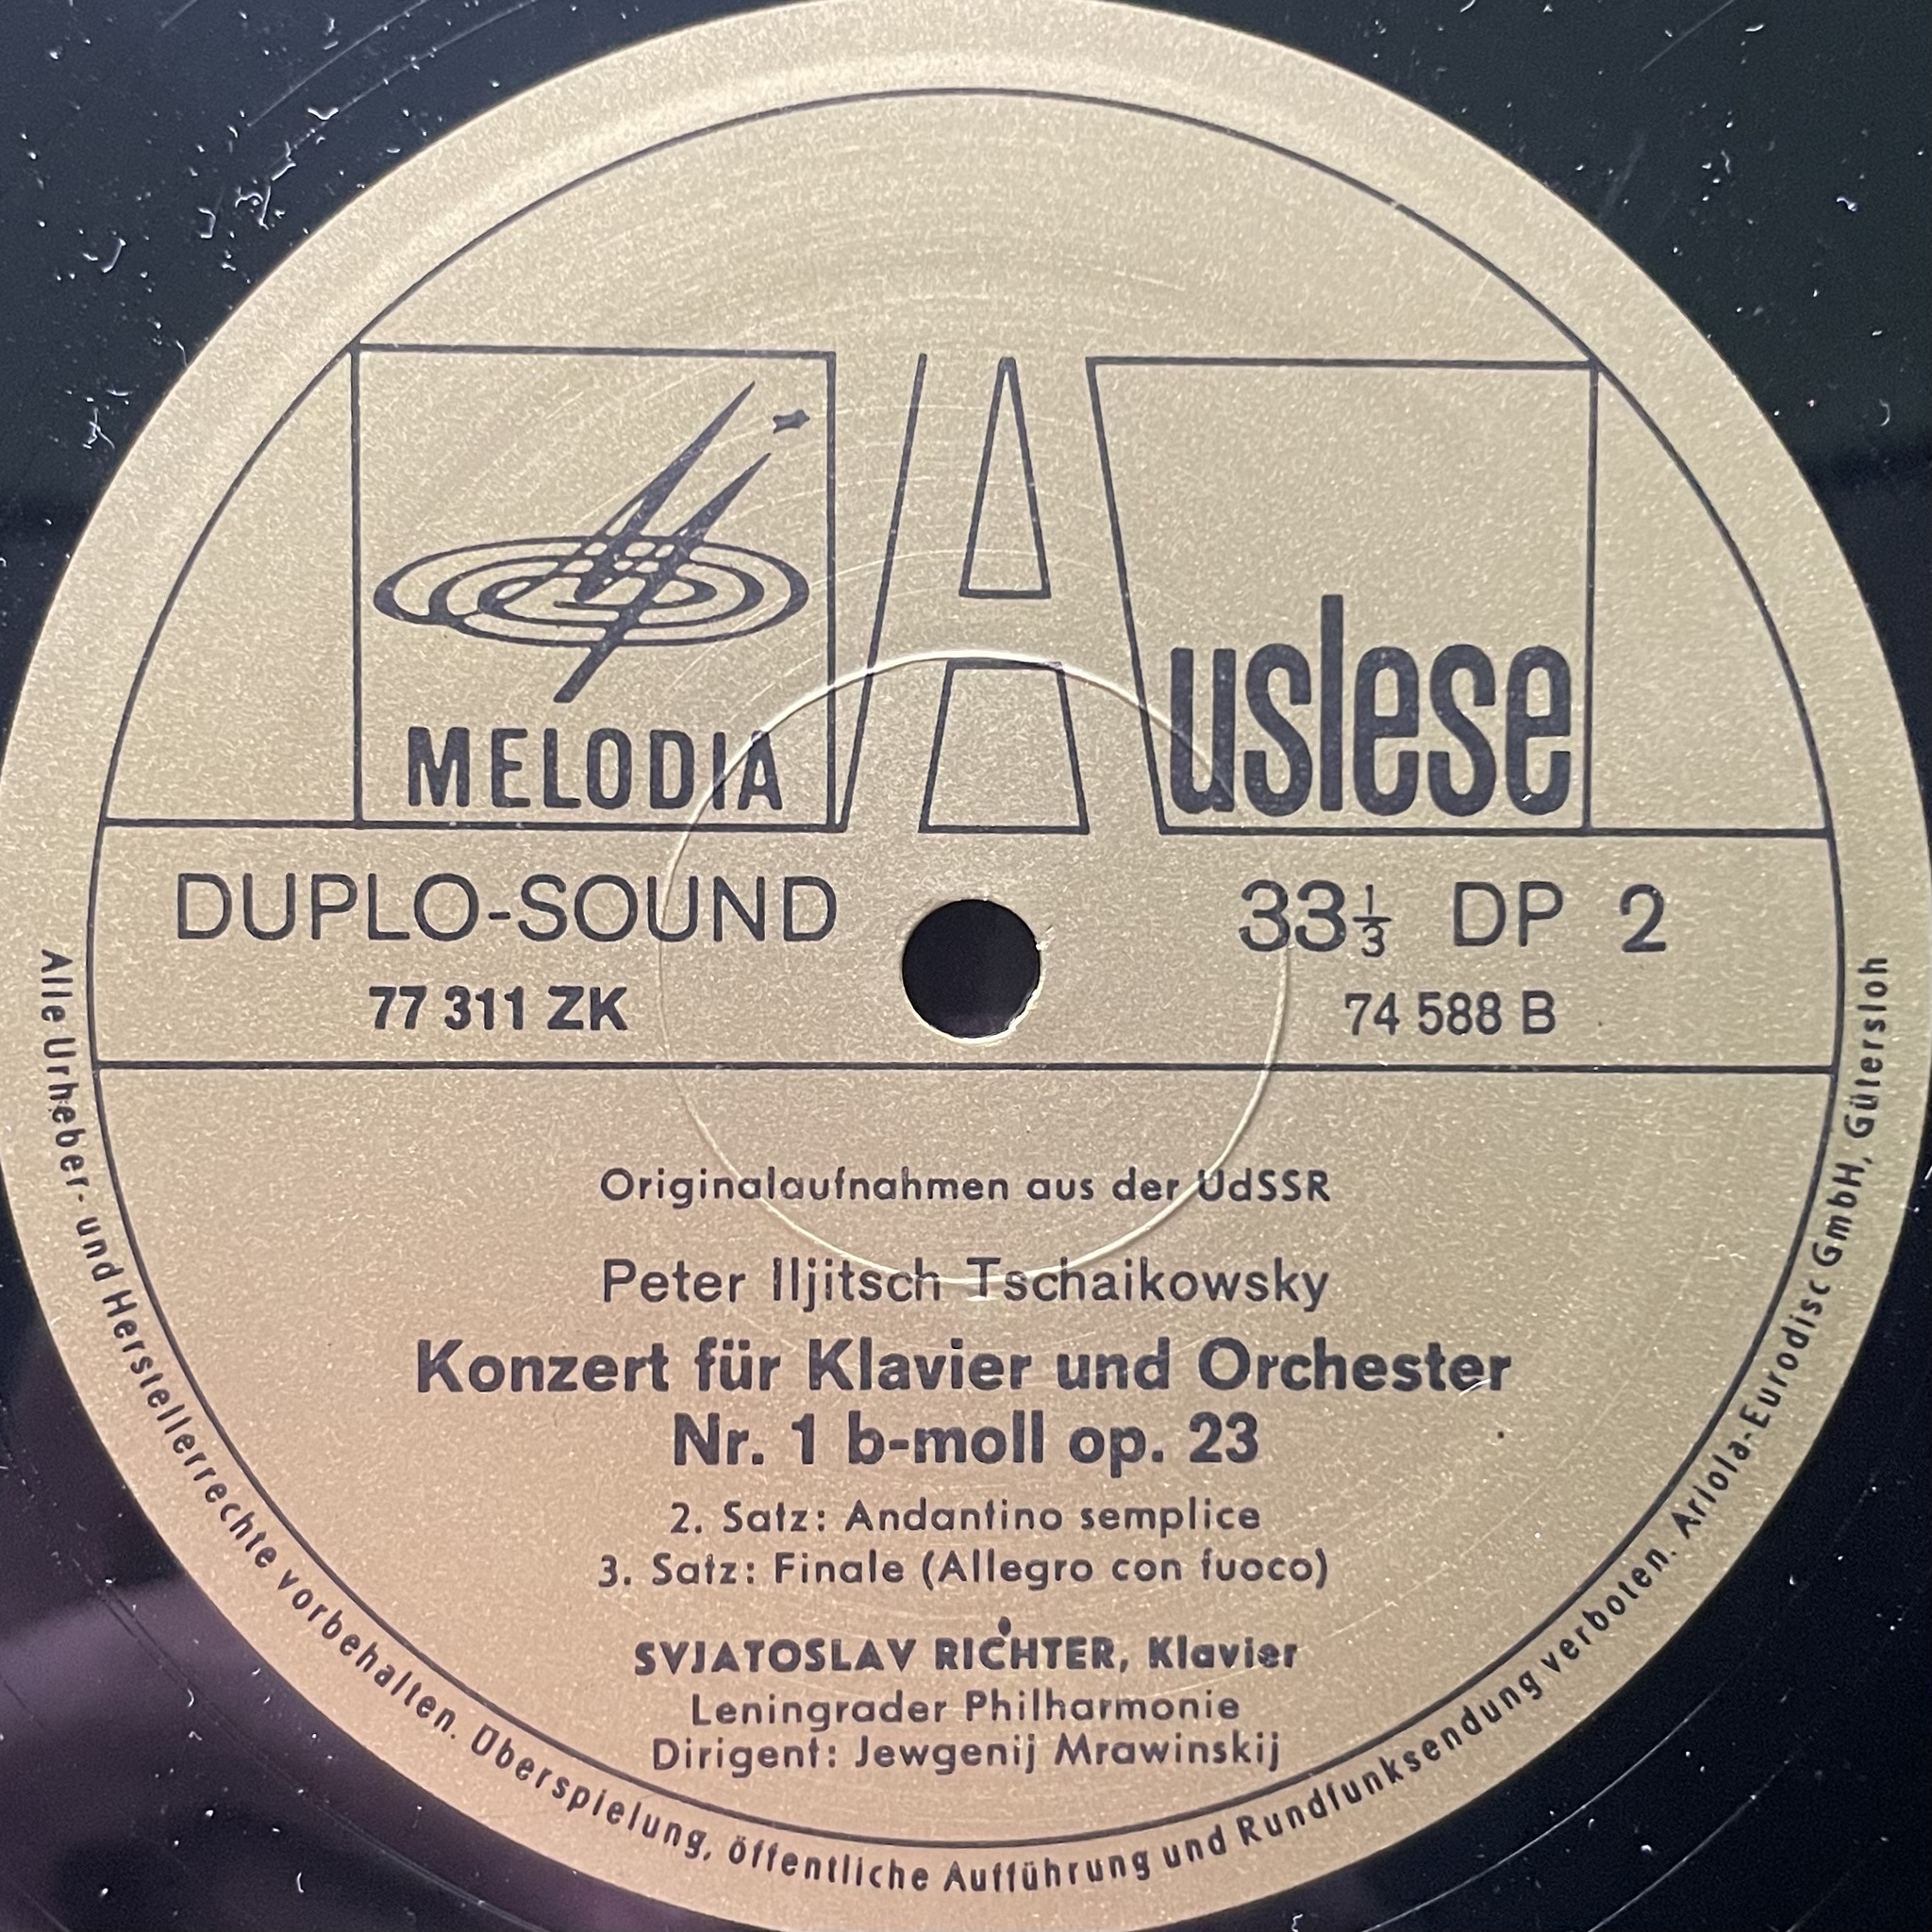 MELODIA
Auslese
DUPLO-SOUND
33⅓ DP 2
77 311 ZK
74 588 B
Originalaufnahmen aus der UdSSR
Peter Iljitsch Tschaikowsky
Konzert für Klavier und Orchester
Nr. 1 b-moll op. 23
2. Satz: Andantino semplice
3. Satz: Finale (Allegro con fuoco)
SVJATOSLAV RICHTER, Klavier
Leningrader Philharmonie
Dirigent: Jewgenij Mrawinskij
Alle Urheber- und Herstellerrechte vorbehalten. Überspielung, öffentliche Aufführung und Rundfunksendung verboten. Ariola-Eurodisc GmbH, Gütersloh